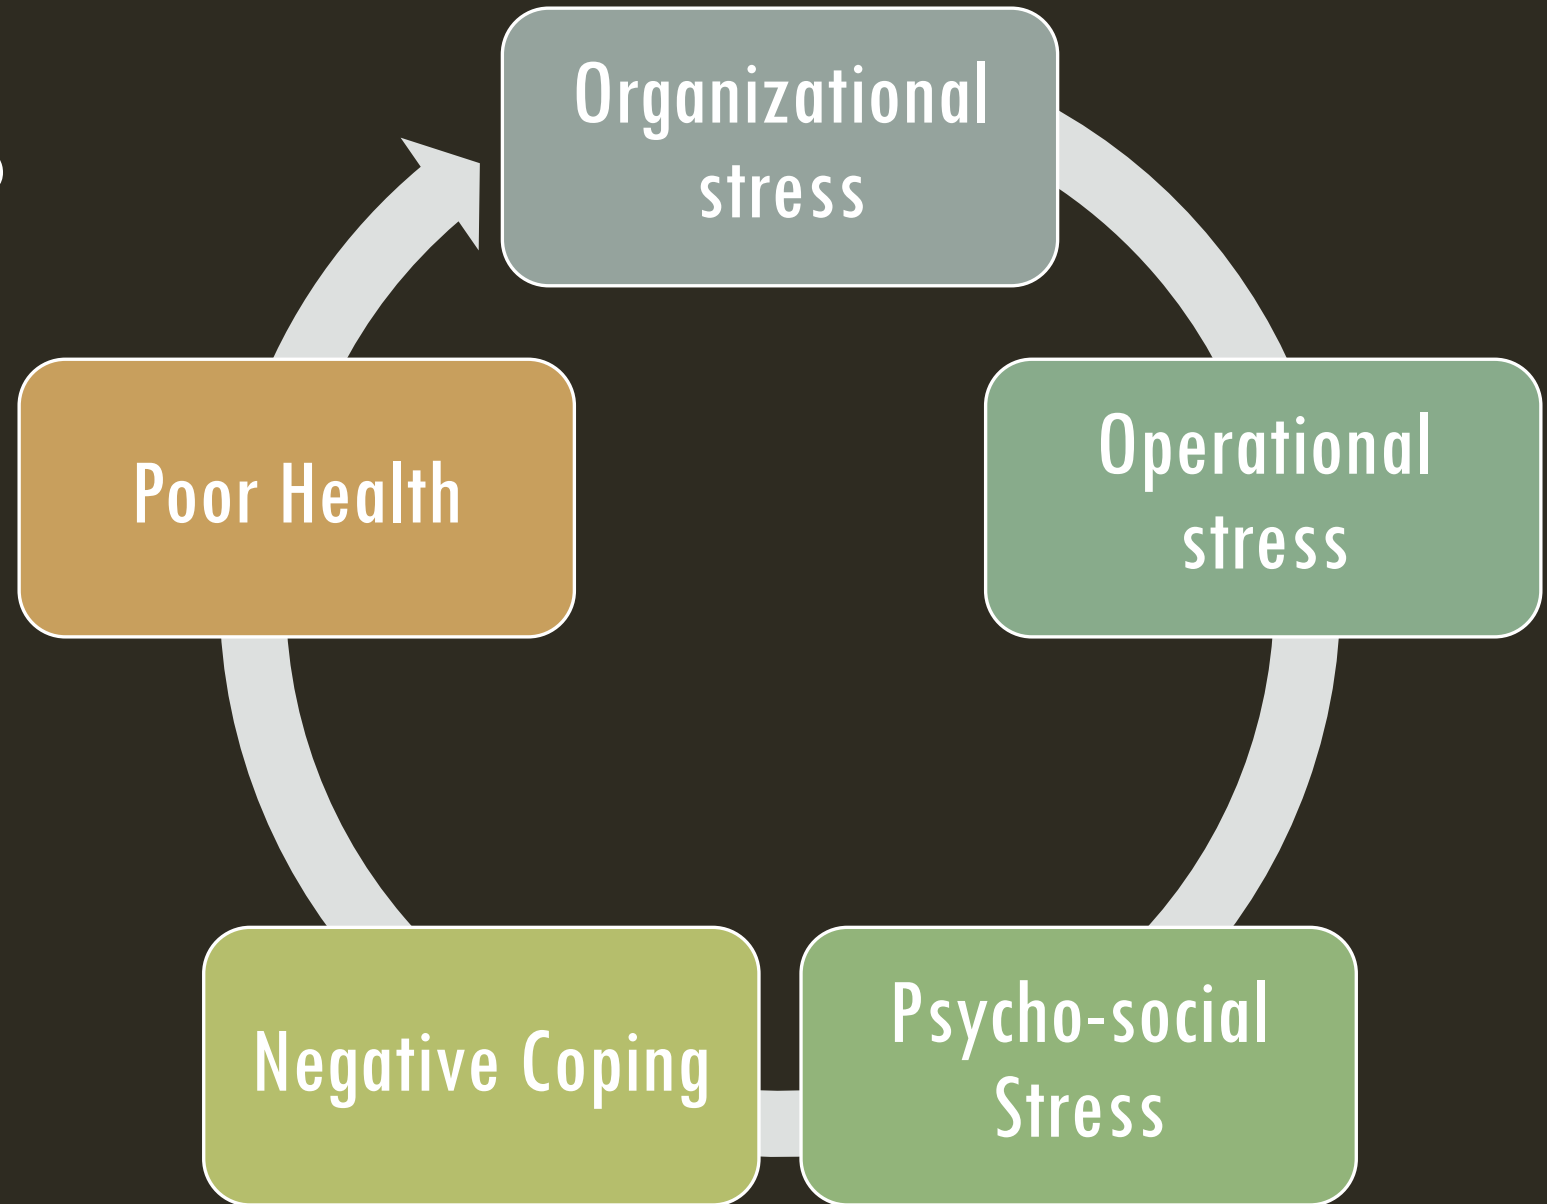 Organizational
stress
Operational
stress
Psycho-social
Stress
Negative Coping
Poor Health